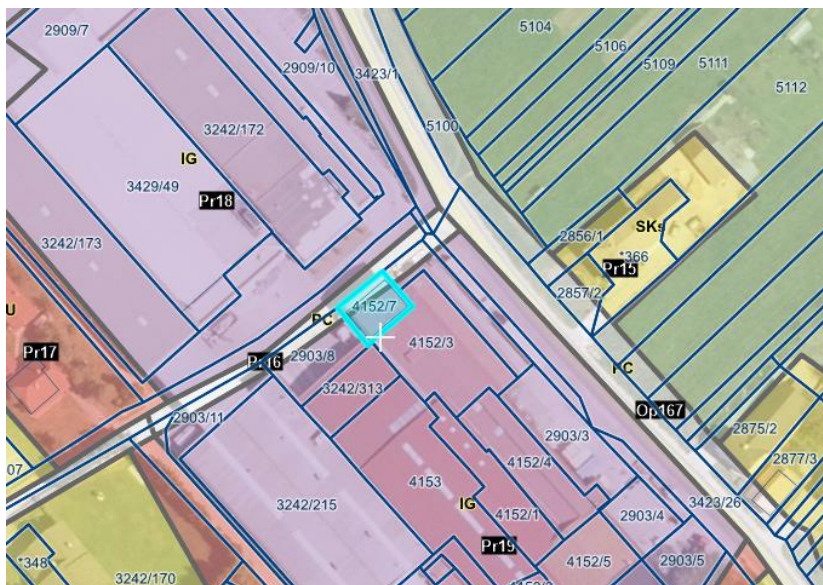 2909/7
5104
5106
5109
5111
5112
2909/10
3423/1
5100
3242/172
IG
3429/49
Pr18
3242/173
SKs
2856/1
*366
Pr15
2857/2
4152/7
PC
4152/3
U
Pr17
Pr16
2903/8
PC
3242/313
Op167
2903/11
2903/3
2875/2
2877/3
07
4152/4
4153
3242/215
IG
4152/1
2903/4
3423/26
Pr19
*348
4152/5
2903/5
3242/170